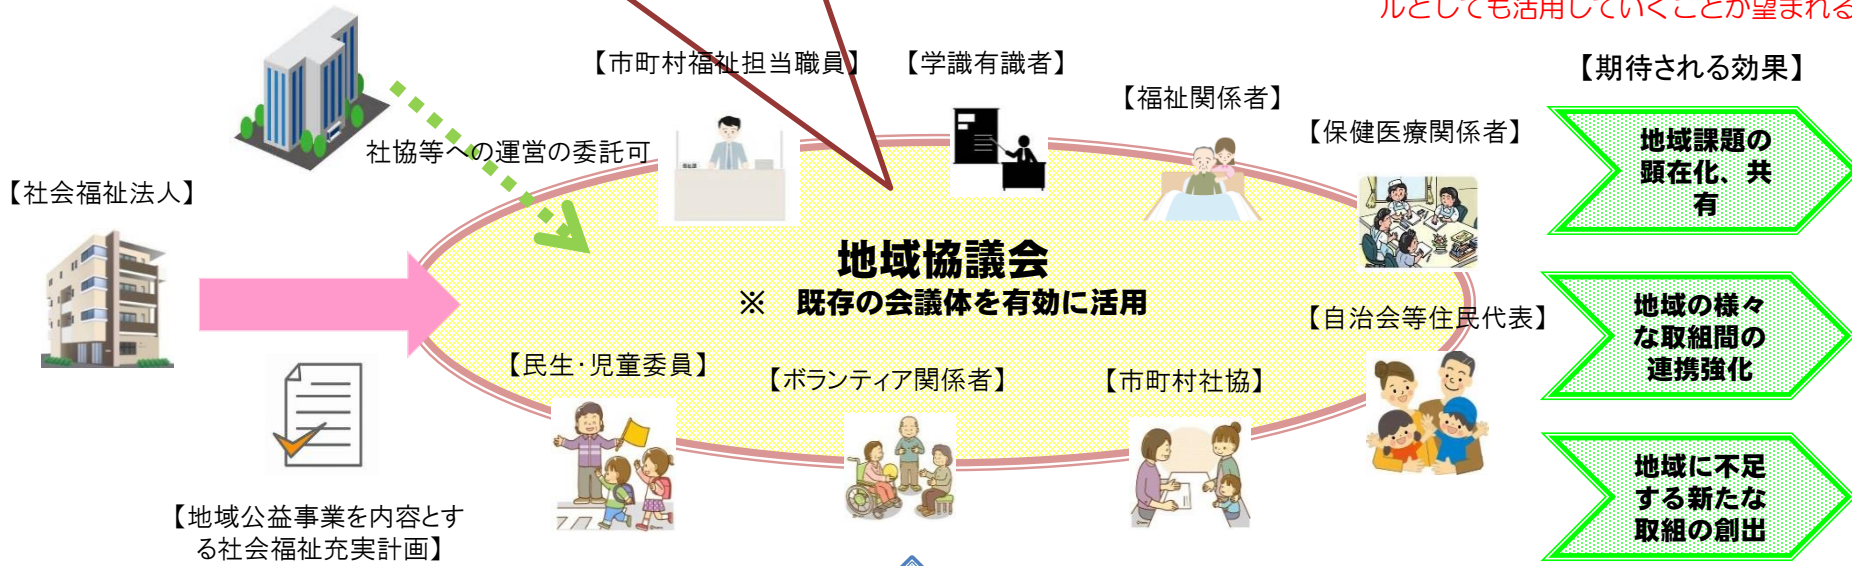 ルとしても活用していくことが望まれる
【市町村福祉担当職員】
【学識有識者】
【福祉関係者】
【保健医療関係者】
【期待される効果】
社協等への運営の委託可
【社会福祉法人】
地域課題の
顕在化、共
有
地域協議会
※ 既存の会議体を有効に活用
【自治会等住民代表】
地域の様々
な取組間の
連携強化
【民生・児童委員】
【ボランティア関係者】
【市町村社協】
地域に不足
する新たな
取組の創出
【地域公益事業を内容とす
る社会福祉充実計画】